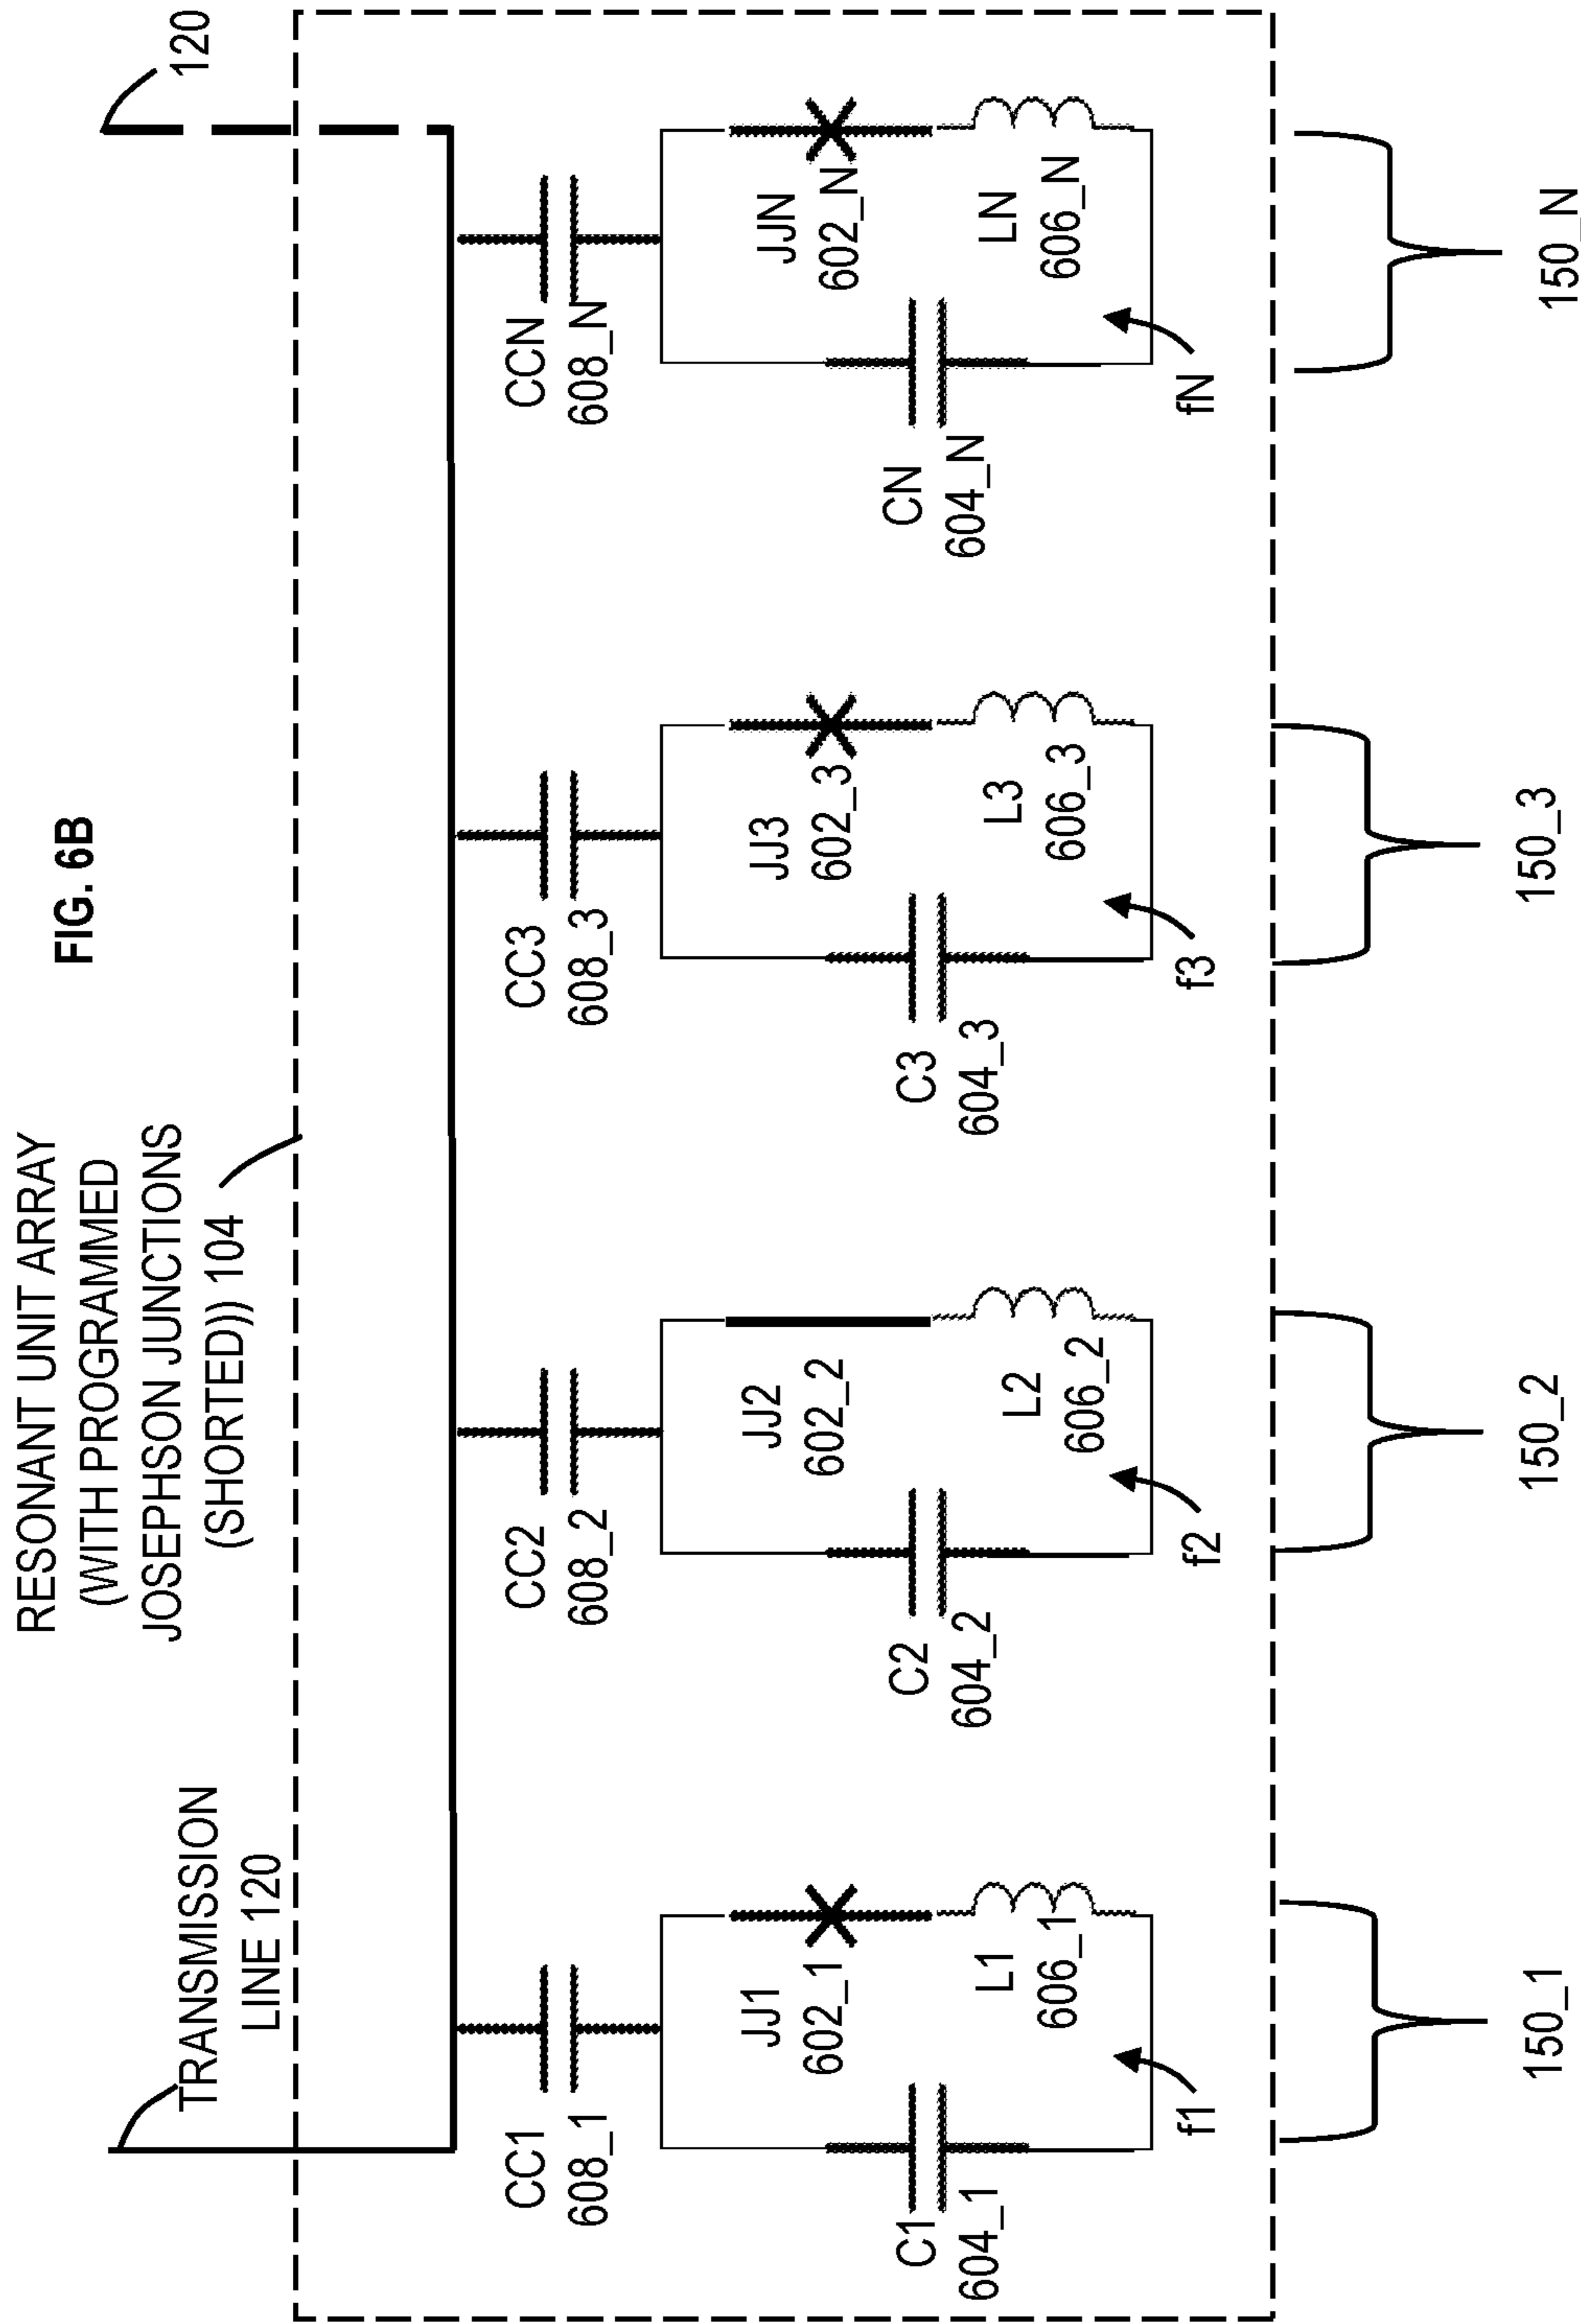 FIG. 6B
RESONANT UNIT ARRAY
(WITH PROGRAMMED
JOSEPHSON JUNCTIONS
(SHORTED)) 104
TRANSMISSION
LINE 120
120
CC1
608_1
CC2
608_2
CC3
608_3
CCN
608_N
JJ1
602_1
JJ2
602_2
JJ3
602_3
JJN
602_N
C1
604_1
C2
604_2
C3
604_3
CN
604_N
L1
606_1
L2
606_2
L3
606_3
LN
606_N
f1
f2
f3
fN
150_1
150_2
150_3
150_N